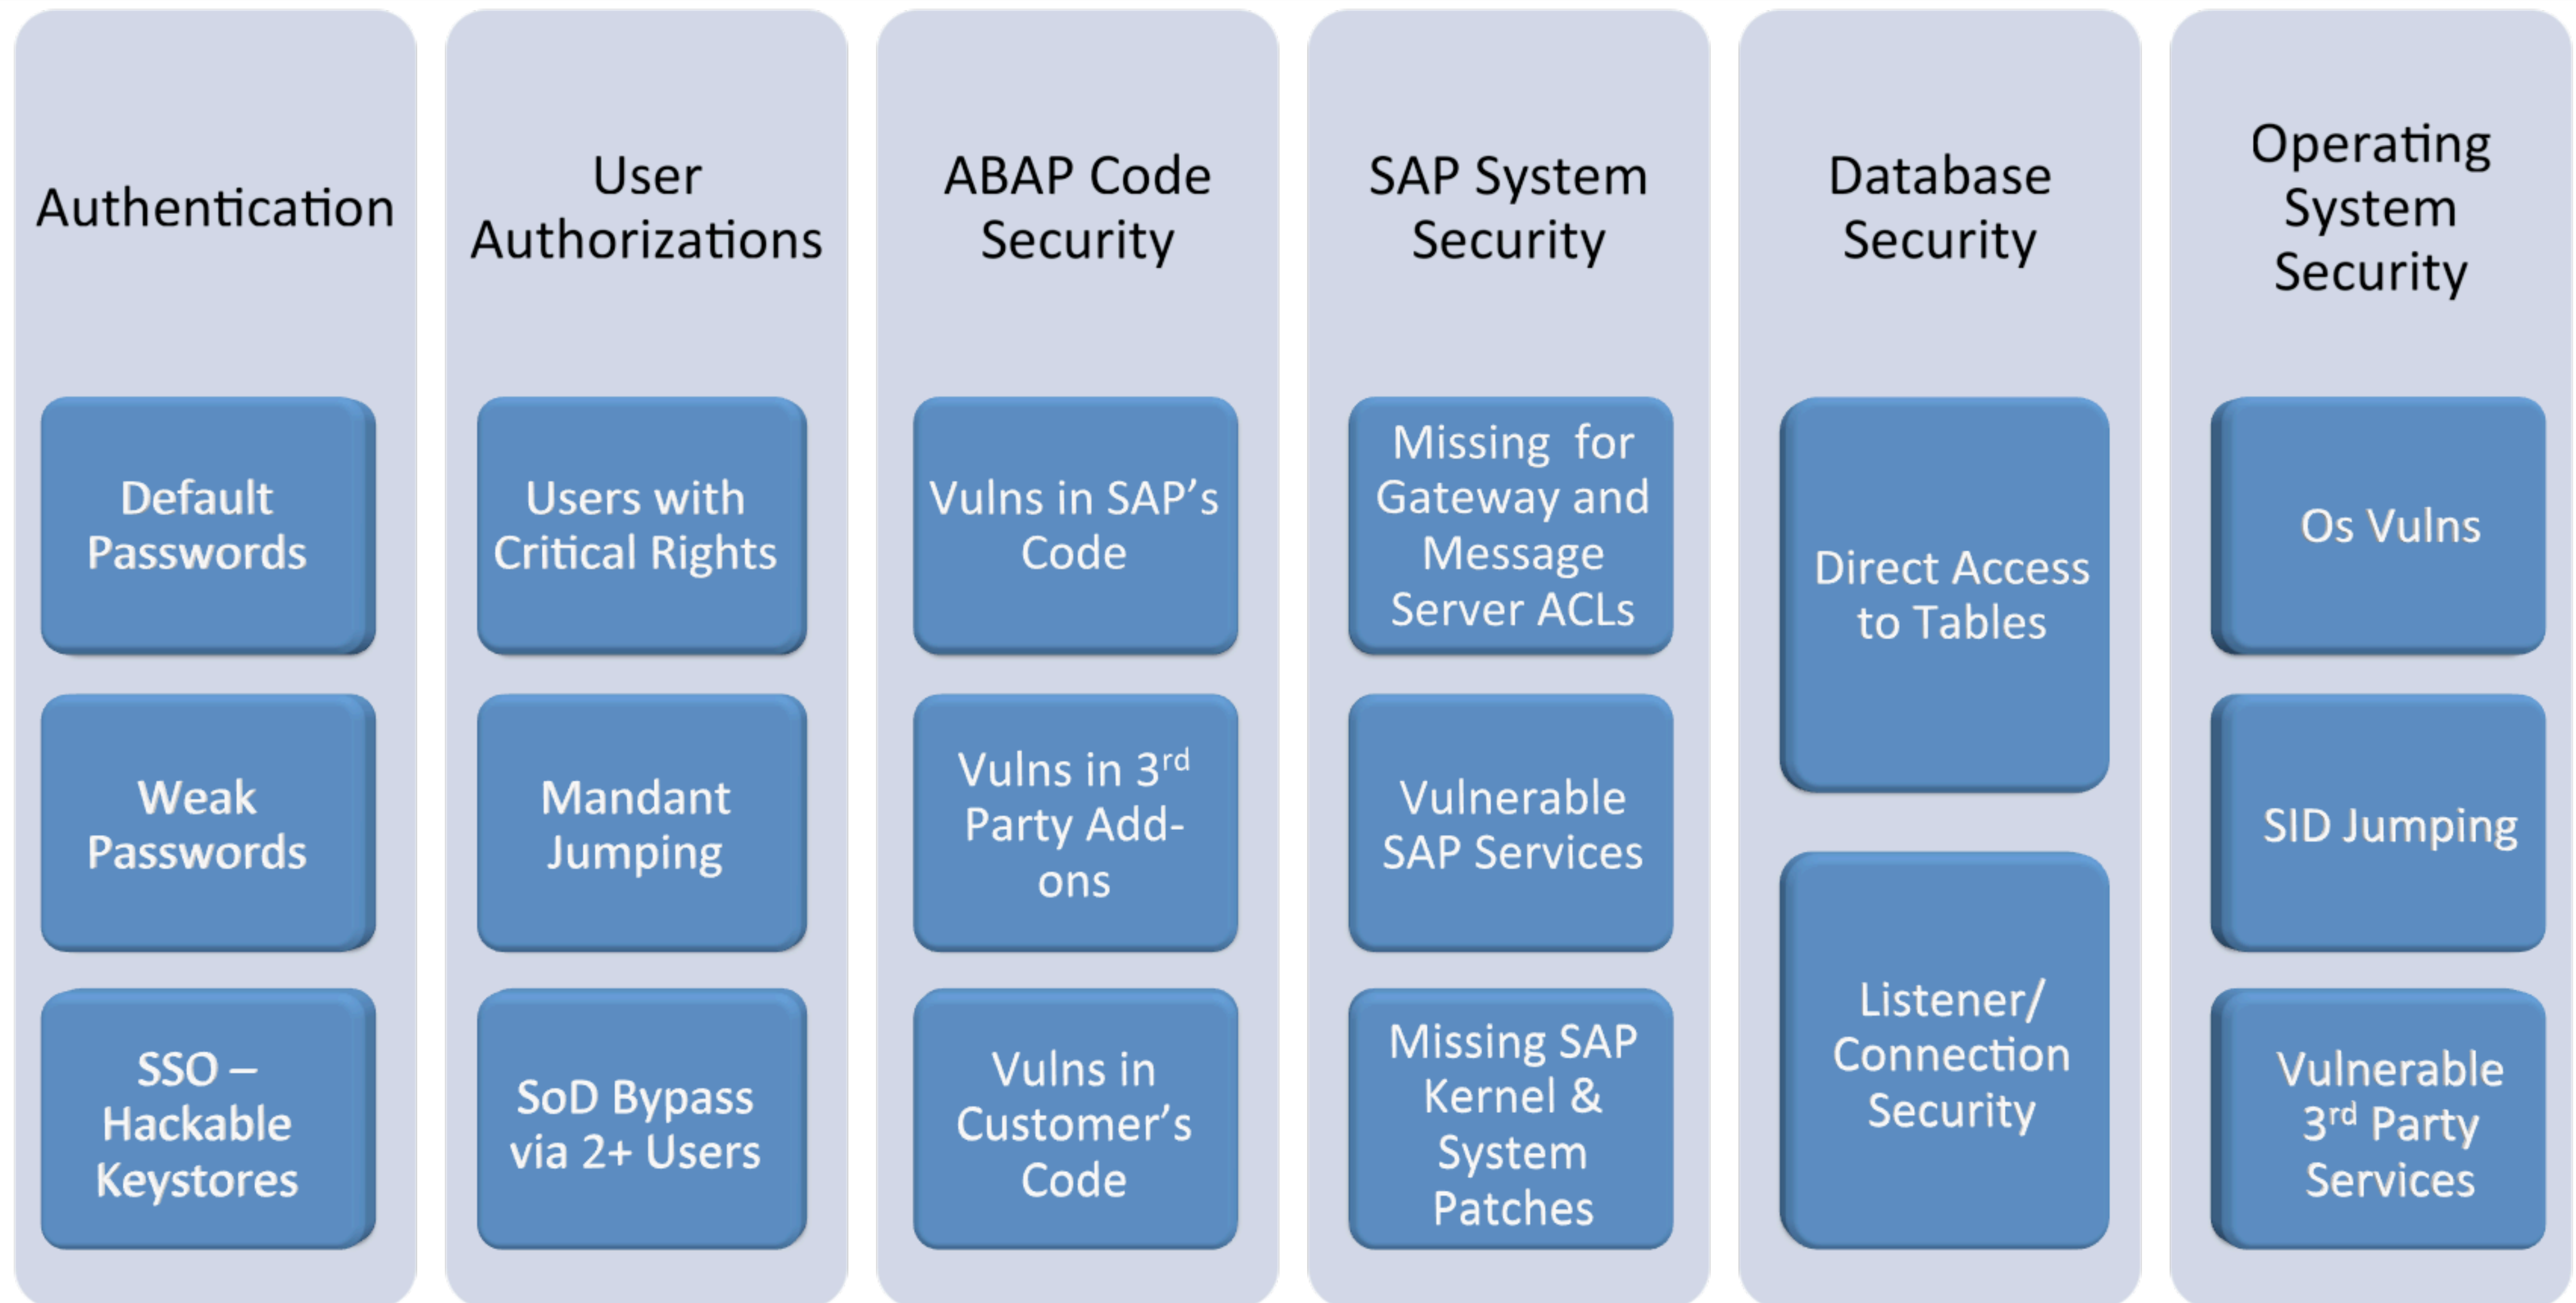 Authentication
Default
Passwords
Weak
Passwords
SSO –
Hackable
Keystores
User
Authorizations
Users with
Critical Rights
Mandant
Jumping
SoD Bypass
via 2+ Users
ABAP Code
Security
Vulns in SAP’s
Code
Vulns in 3rd
Party Add-
ons
Vulns in
Customer’s
Code
SAP System
Security
Missing  for
Gateway and
Message
Server ACLs
Vulnerable
SAP Services
Missing SAP
Kernel &
System
Patches
Database
Security
Direct Access
to Tables
Listener/
Connection
Security
Operating
System
Security
Os Vulns
SID Jumping
Vulnerable
3rd Party
Services